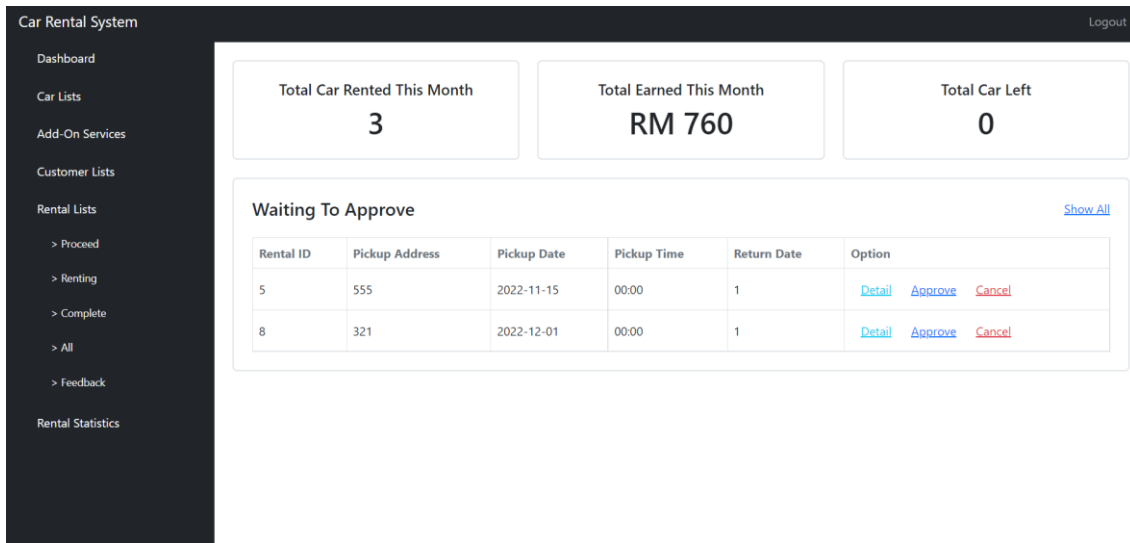 Car Rental System
Logout
Dashboard
Car Lists
Add-On Services
Customer Lists
Rental Lists
> Proceed
> Renting
> Complete
> All
> Feedback
Rental Statistics
Total Car Rented This Month
3
Total Earned This Month
RM 760
Total Car Left
0
Waiting To Approve
Show All
Rental ID Pickup Address Pickup Date Pickup Time Return Date Option
5 555 2022-11-15 00:00 1 Detail Approve Cancel
8 321 2022-12-01 00:00 1 Detail Approve Cancel